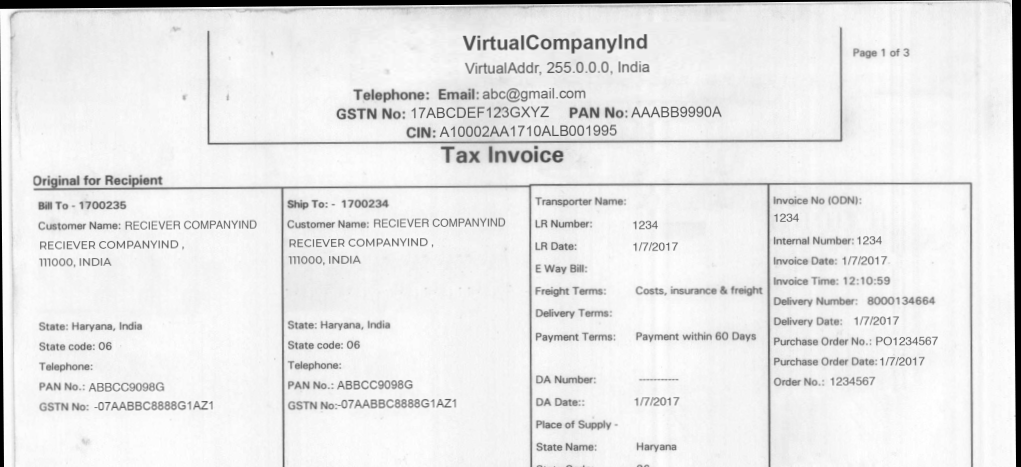 VirtualCompanyInd
Page 1 of 3
VirtualAddr, 255.0.0.0, India
Telephone: Email: abc@gmail.com
GSTN No: 17ABCDEF123GXYZ PAN No: AAABB9990A
CIN: A10002AA1710ALB001995
Tax Invoice
Original for Recipient
Bill To - 1700235
Customer Name: RECIEVER COMPANYIND
RECIEVER COMPANYIND ,
111000, INDIA
State: Haryana, India
State code: 06
Telephone:
PAN No.: ABBCC9098G
GSTN No: -07AABBC8888G1AZ1
Ship To: - 1700234
Customer Name: RECIEVER COMPANYIND
RECIEVER COMPANYIND ,
111000, INDIA
State: Haryana, India
State code: 06
Telephone:
PAN No.: ABBCC9098G
GSTN No:-07AABBC8888G1AZ1
Transporter Name:
LR Number: 1234
LR Date: 1/7/2017
E Way Bill:
Freight Terms: Costs, insurance & freight
Delivery Terms:
Payment Terms: Payment within 60 Days
DA Number: -----------
DA Date:: 1/7/2017
Place of Supply -
State Name: Haryana
Invoice No (ODN):
1234
Internal Number: 1234
Invoice Date: 1/7/2017
Invoice Time: 12:10:59
Delivery Number: 8000134664
Delivery Date: 1/7/2017
Purchase Order No.: PO1234567
Purchase Order Date: 1/7/2017
Order No.: 1234567